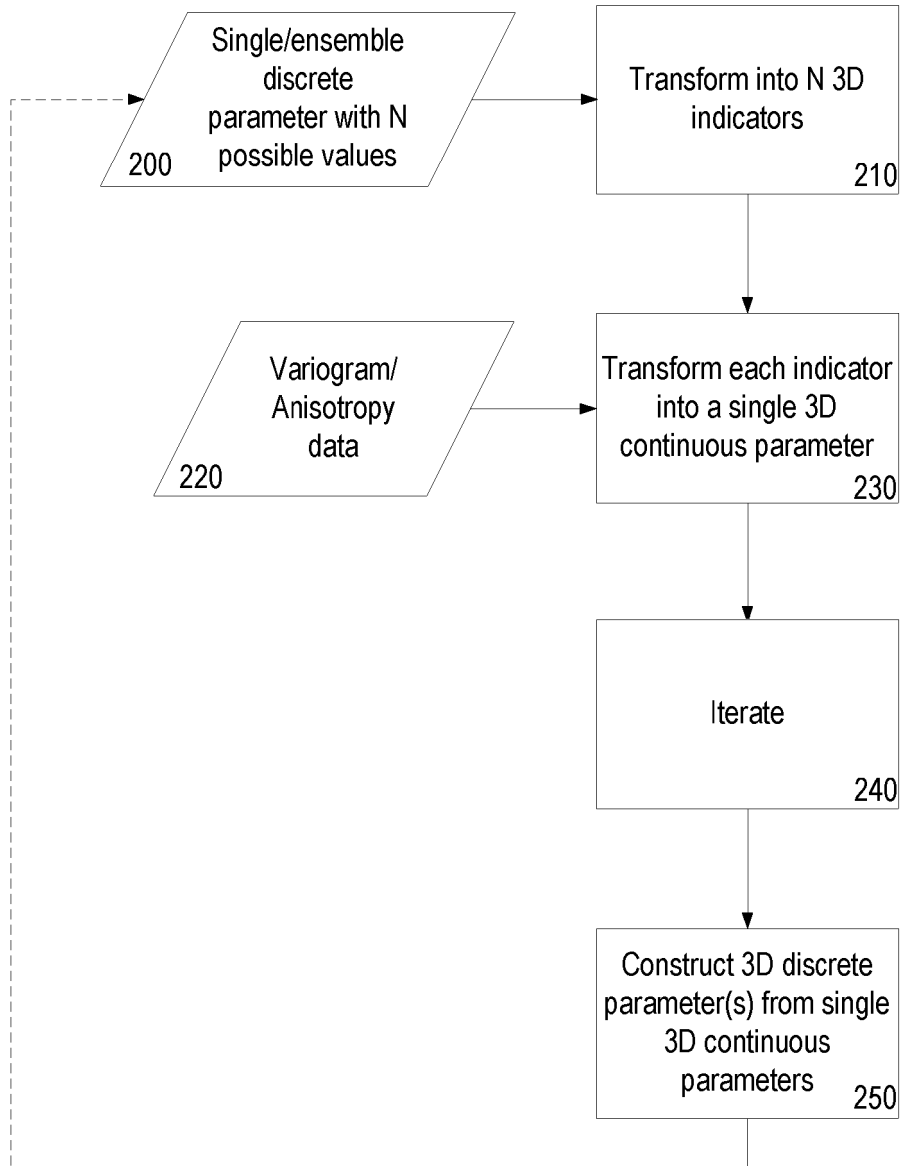 Single/ensemble
discrete
parameter with N
possible values
200
Transform into N 3D
indicators
210
Variogram/
Anisotropy
data
220
Transform each indicator
into a single 3D
continuous parameter
230
Iterate
240
Construct 3D discrete
parameter(s) from single
3D continuous
parameters
250